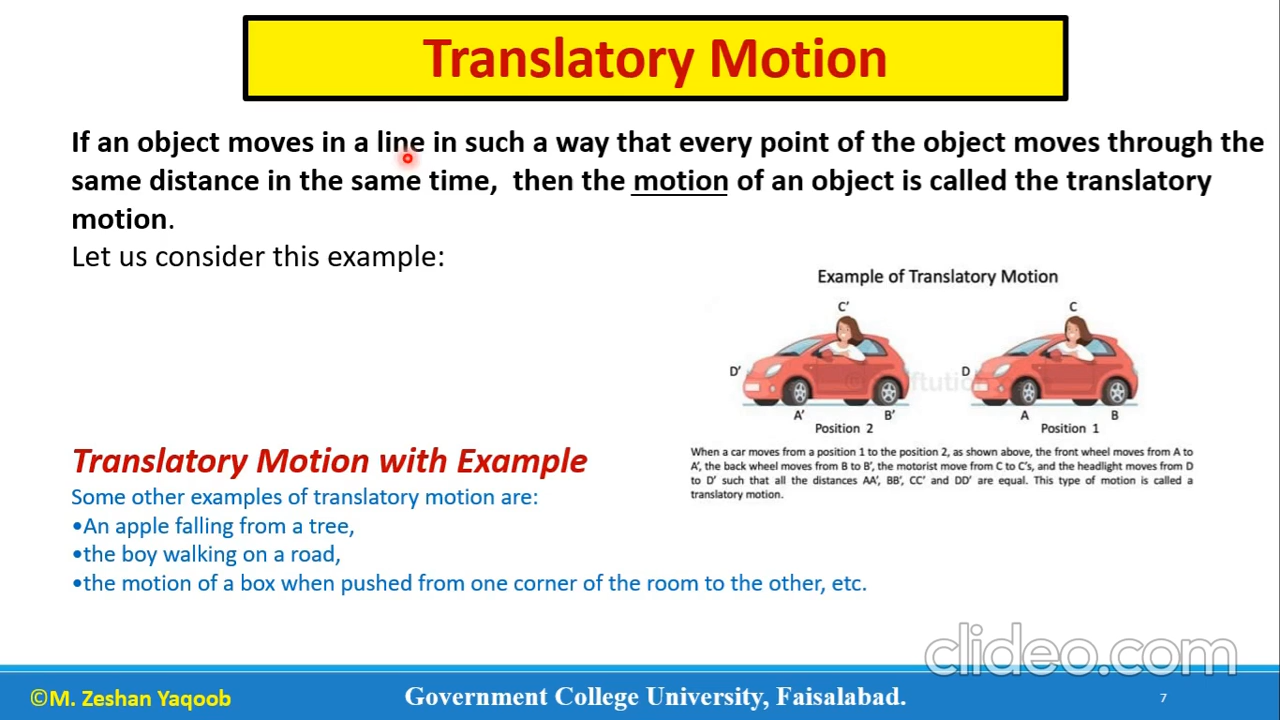 Translatory Motion
If an object moves in a line in such a way that every point of the object moves through the
same distance in the same time, then the motion of an object is called the translatory
motion.
Let us consider this example:
Example of Translatory Motion
C'
C
D'
D
A'
B'
A
B
Position 2
Position 1
When a car moves from a position 1 to the position 2, as shown above, the front wheel moves from A to
A', the back wheel moves from B to B', the motorist move from C to C's, and the headlight moves from D
to D' such that all the distances AA', BB', CC' and DD' are equal. This type of motion is called a
translatory motion.
Translatory Motion with Example
Some other examples of translatory motion are:
•An apple falling from a tree,
•the boy walking on a road,
•the motion of a box when pushed from one corner of the room to the other, etc.
clideo.com
©M. Zeshan Yaqoob
Government College University, Faisalabad.
7